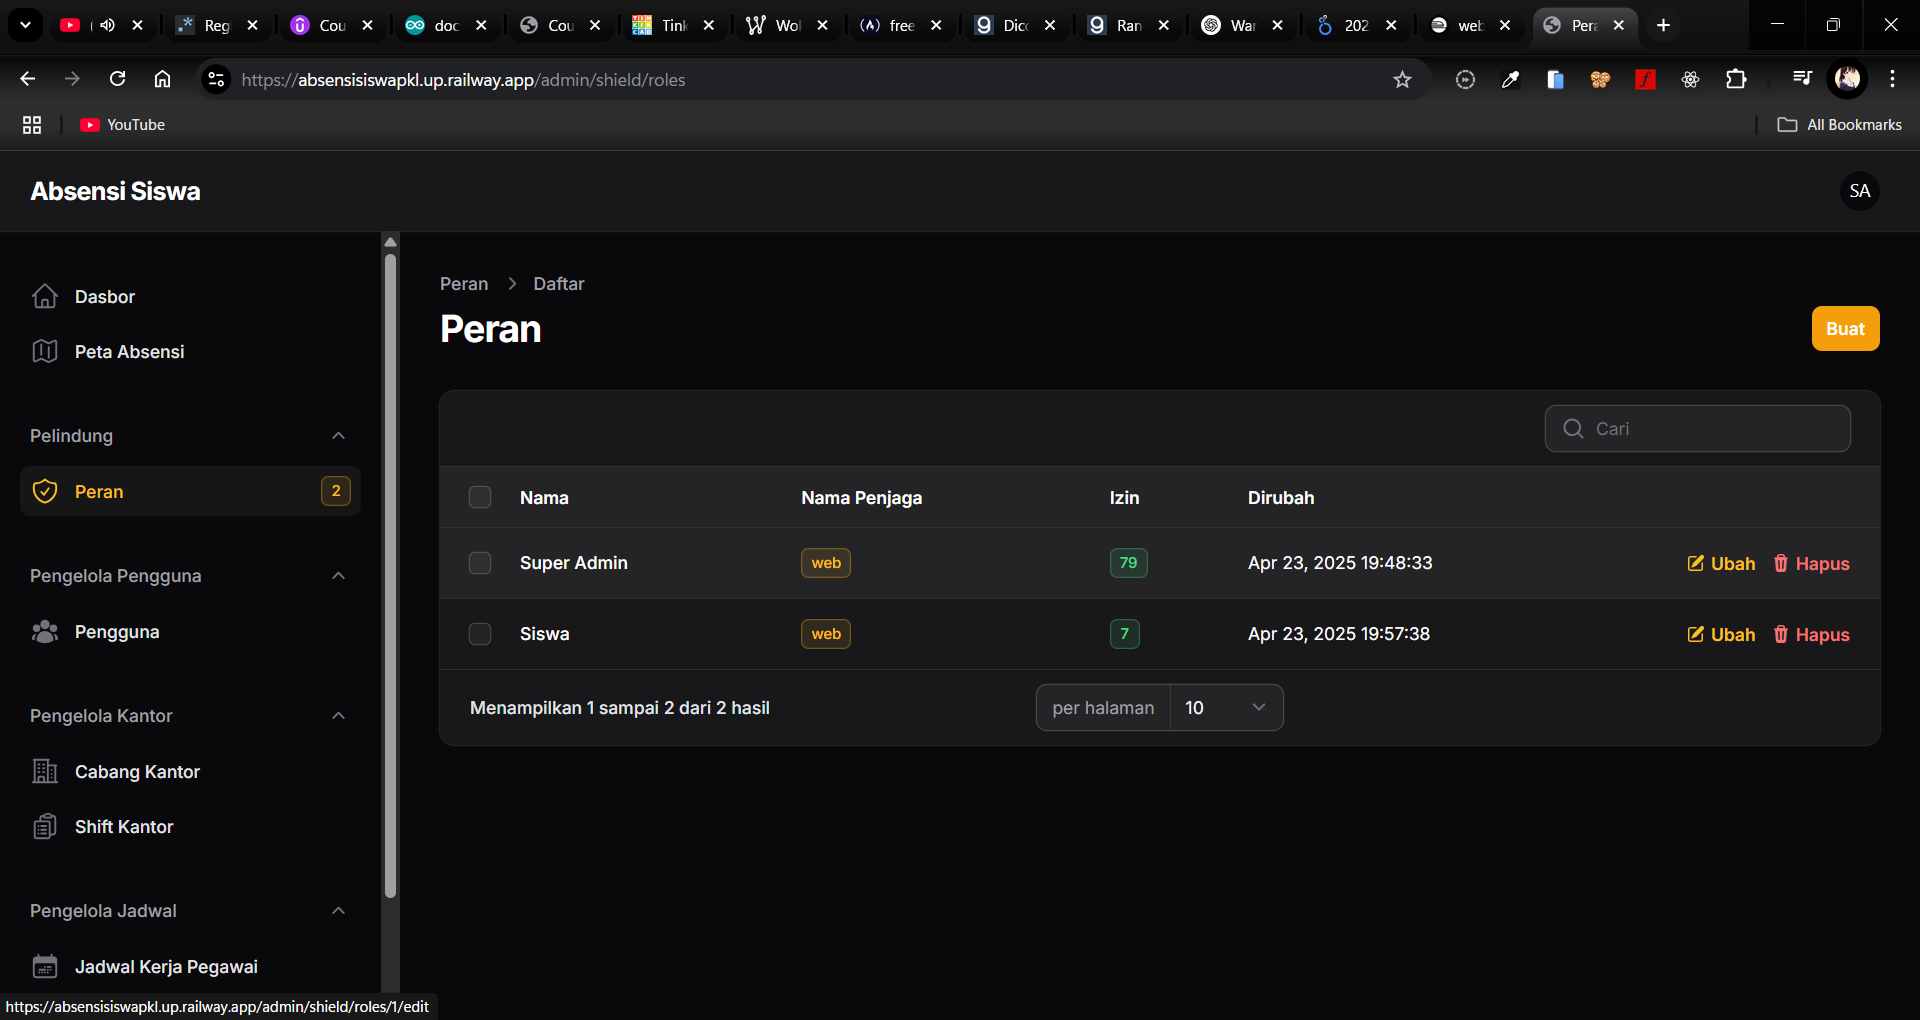 Reg
Cou
doc
Cou
Tink
Wok
free
Dicc
Ran
War
202
web
Pera
https://absensisiswapkl.up.railway.app/admin/shield/roles
YouTube
All Bookmarks
Absensi Siswa
SA
Dasbor
Peta Absensi
Pelindung
Peran
2
Pengelola Pengguna
Pengguna
Pengelola Kantor
Cabang Kantor
Shift Kantor
Pengelola Jadwal
Jadwal Kerja Pegawai
Peran > Daftar
Peran
Buat
Cari
Nama Nama Penjaga Izin Dirubah
Super Admin web 79 Apr 23, 2025 19:48:33 Ubah Hapus
Siswa web 7 Apr 23, 2025 19:57:38 Ubah Hapus
Menampilkan 1 sampai 2 dari 2 hasil
per halaman 10
https://absensisiswapkl.up.railway.app/admin/shield/roles/1/edit